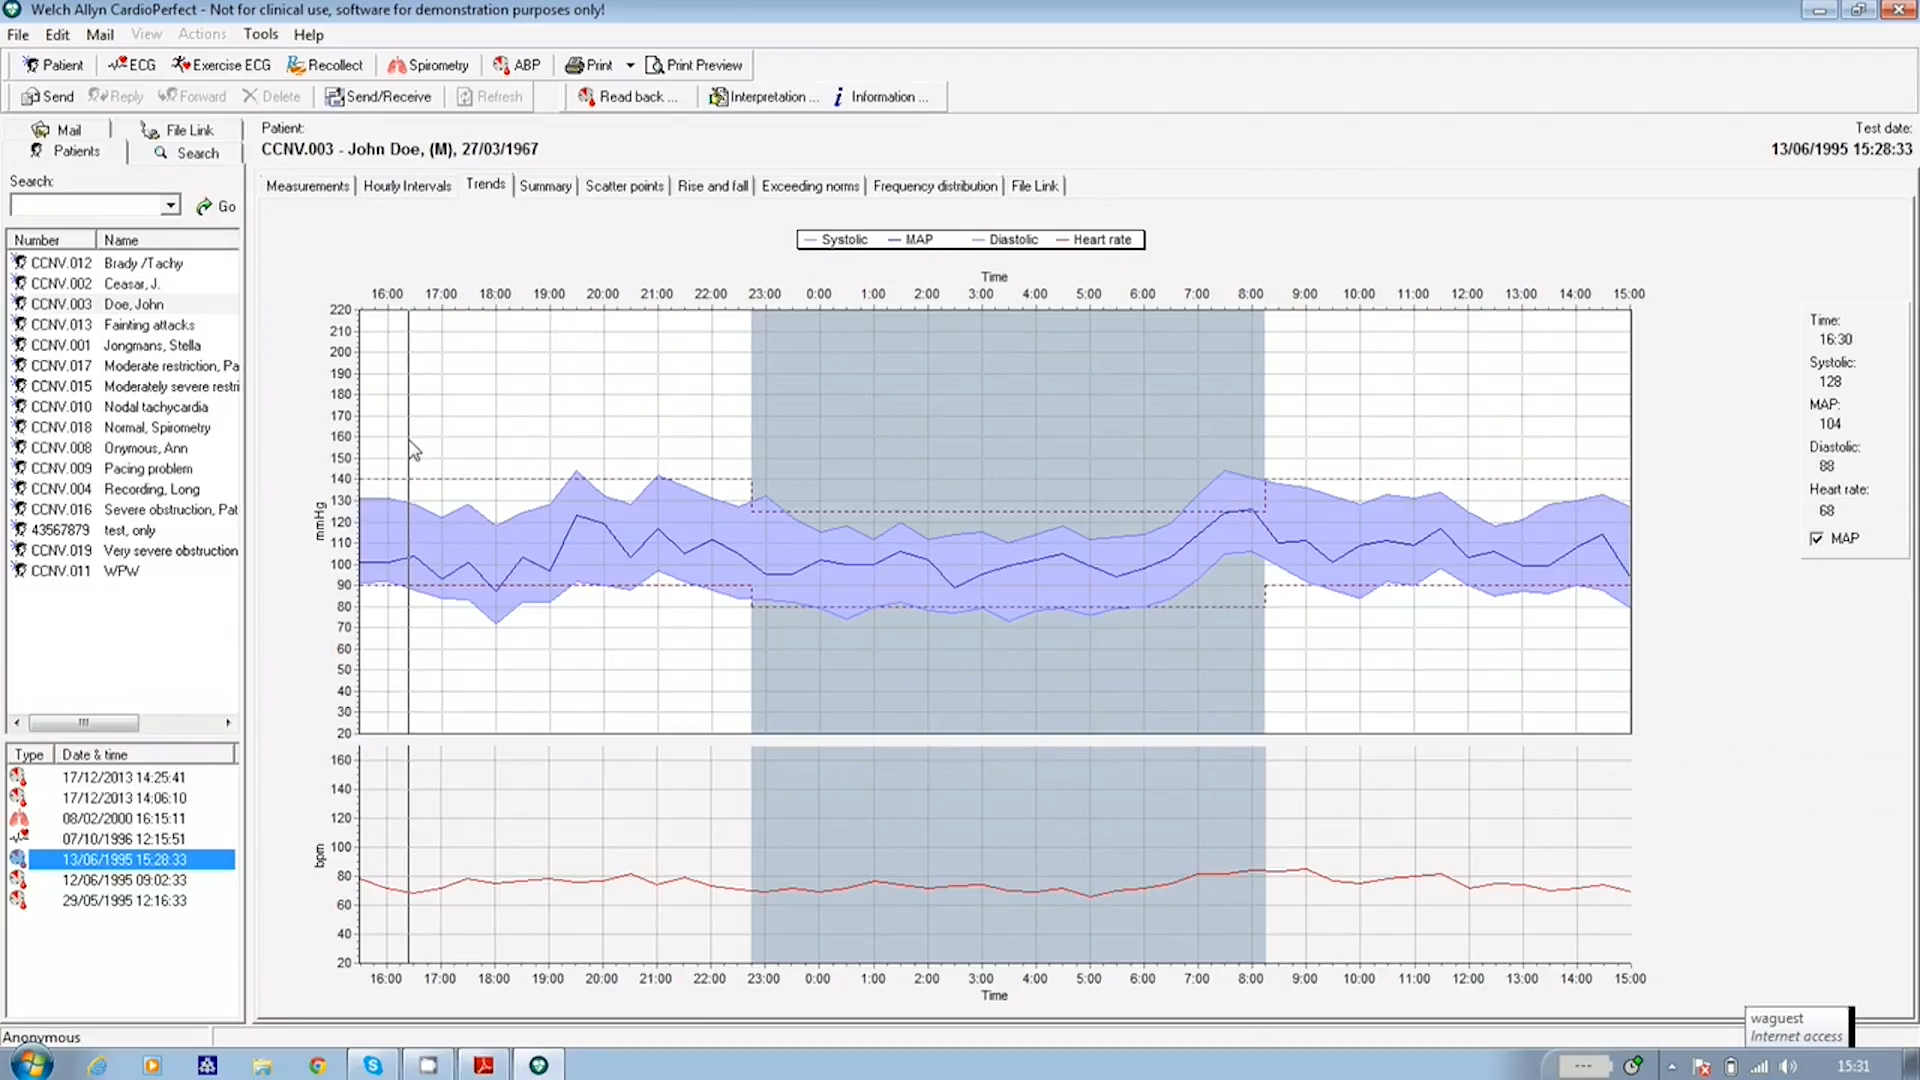 Welch Allyn CardioPerfect - Not for clinical use, software for demonstration purposes only!
File Edit Mail View Actions Tools Help
Patient ECG Exercise ECG Recollect Spirometry ABP Print Print Preview
Send Reply Forward Delete Send/Receive Refresh Read back ... Interpretation ... Information ...
Mail File Link
Patients Search
Patient:
CCNV.003 - John Doe, (M), 27/03/1967
Test date:
13/06/1995 15:28:33
Search:
Go
Number Name
CCNV.012 Brady /Tachy
CCNV.002 Ceasar, J.
CCNV.003 Doe, John
CCNV.013 Fainting attacks
CCNV.001 Jongmans, Stella
CCNV.017 Moderate restriction, Pa
CCNV.015 Moderately severe restri
CCNV.010 Nodal tachycardia
CCNV.018 Normal, Spirometry
CCNV.008 Onymous, Ann
CCNV.009 Pacing problem
CCNV.004 Recording, Long
CCNV.016 Severe obstruction, Pat
43567879 test, only
CCNV.019 Very severe obstruction
CCNV.011 WPW
Type Date & time
17/12/2013 14:25:41
17/12/2013 14:06:10
08/02/2000 16:15:11
07/10/1996 12:15:51
13/06/1995 15:28:33
12/06/1995 09:02:33
29/05/1995 12:16:33
Measurements Hourly Intervals Trends Summary Scatter points Rise and fall Exceeding norms Frequency distribution File Link
Systolic MAP Diastolic Heart rate
Time
16:00 17:00 18:00 19:00 20:00 21:00 22:00 23:00 0:00 1:00 2:00 3:00 4:00 5:00 6:00 7:00 8:00 9:00 10:00 11:00 12:00 13:00 14:00 15:00
220
210
200
190
180
170
160
150
140
130
120
110
100
90
80
70
60
50
40
30
20
mmHg
160
140
120
100
80
60
40
20
bpm
16:00 17:00 18:00 19:00 20:00 21:00 22:00 23:00 0:00 1:00 2:00 3:00 4:00 5:00 6:00 7:00 8:00 9:00 10:00 11:00 12:00 13:00 14:00 15:00
Time
Time:
16:30
Systolic:
128
MAP:
104
Diastolic:
88
Heart rate:
68
MAP
waguest
Internet access
Anonymous
15:31